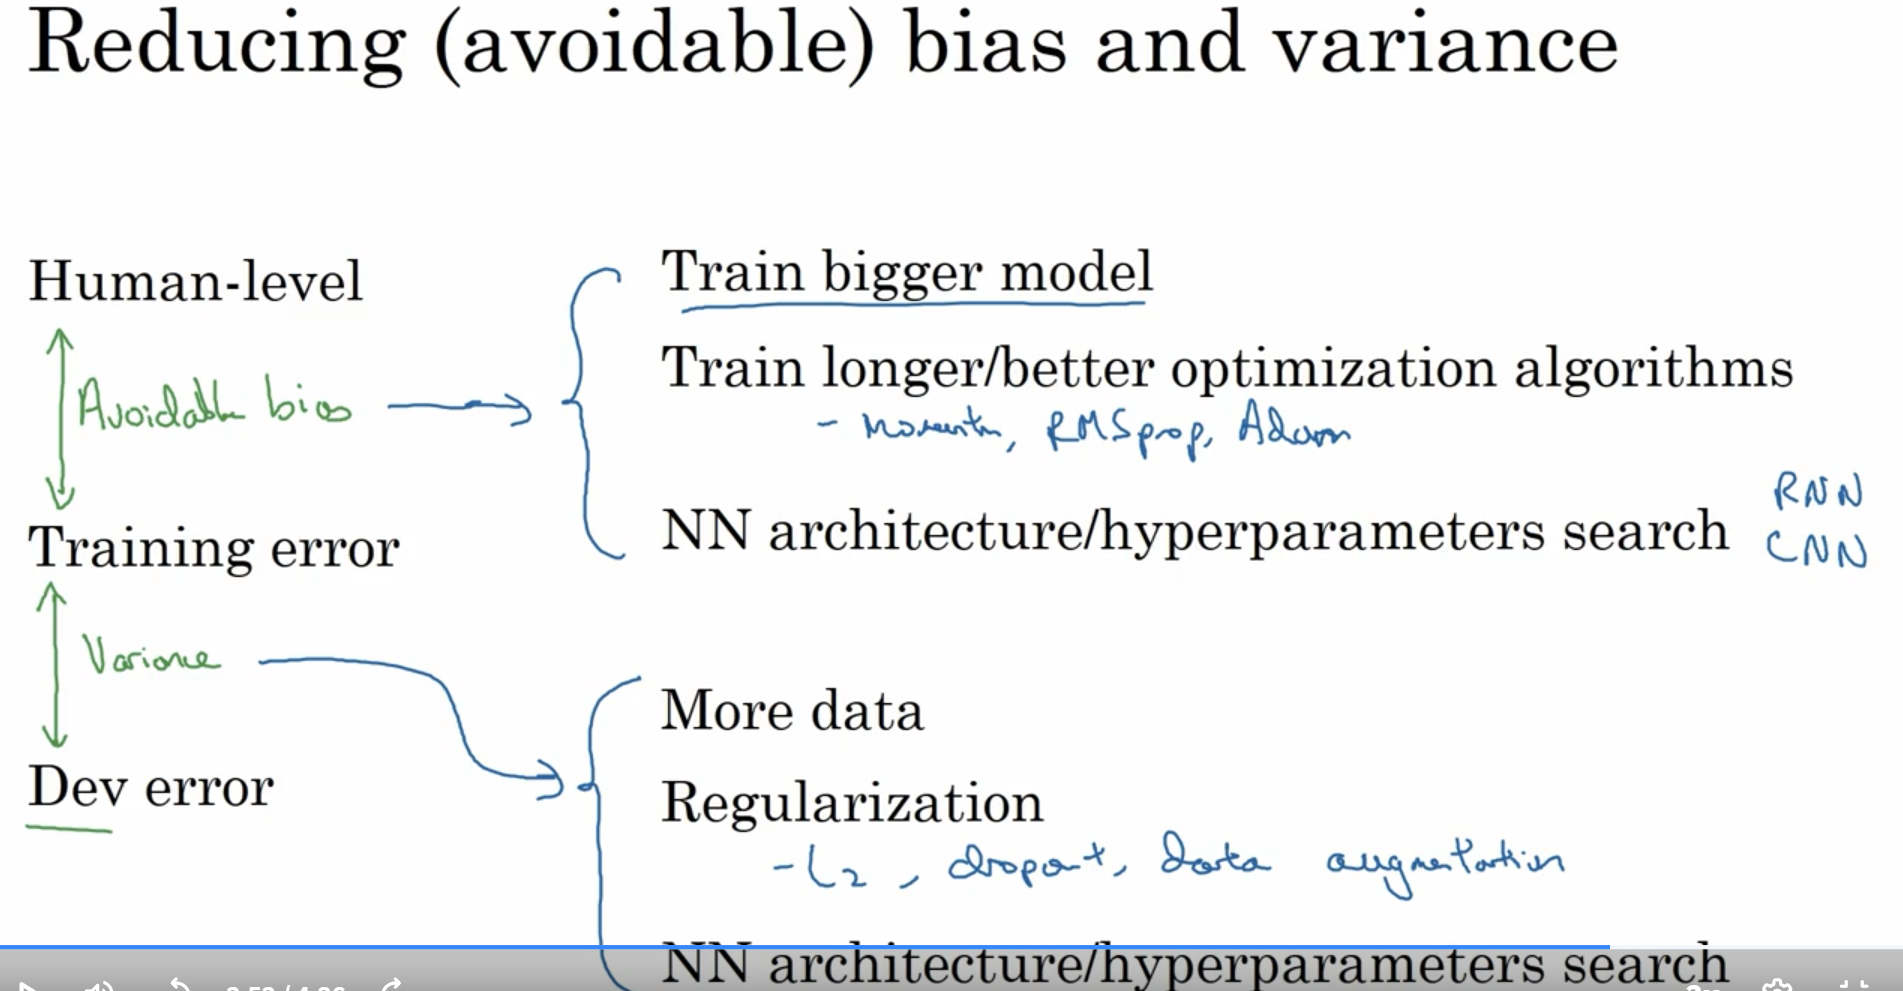 Reducing (avoidable) bias and variance
Human-level
Avoidable bias
Training error
Variance
Dev error
Train bigger model
Train longer/better optimization algorithms
- Momentum, RMSprop, Adam
NN architecture/hyperparameters search
RNN
CNN
More data
Regularization
- L2, dropout, data augmentation
NN architecture/hyperparameters search